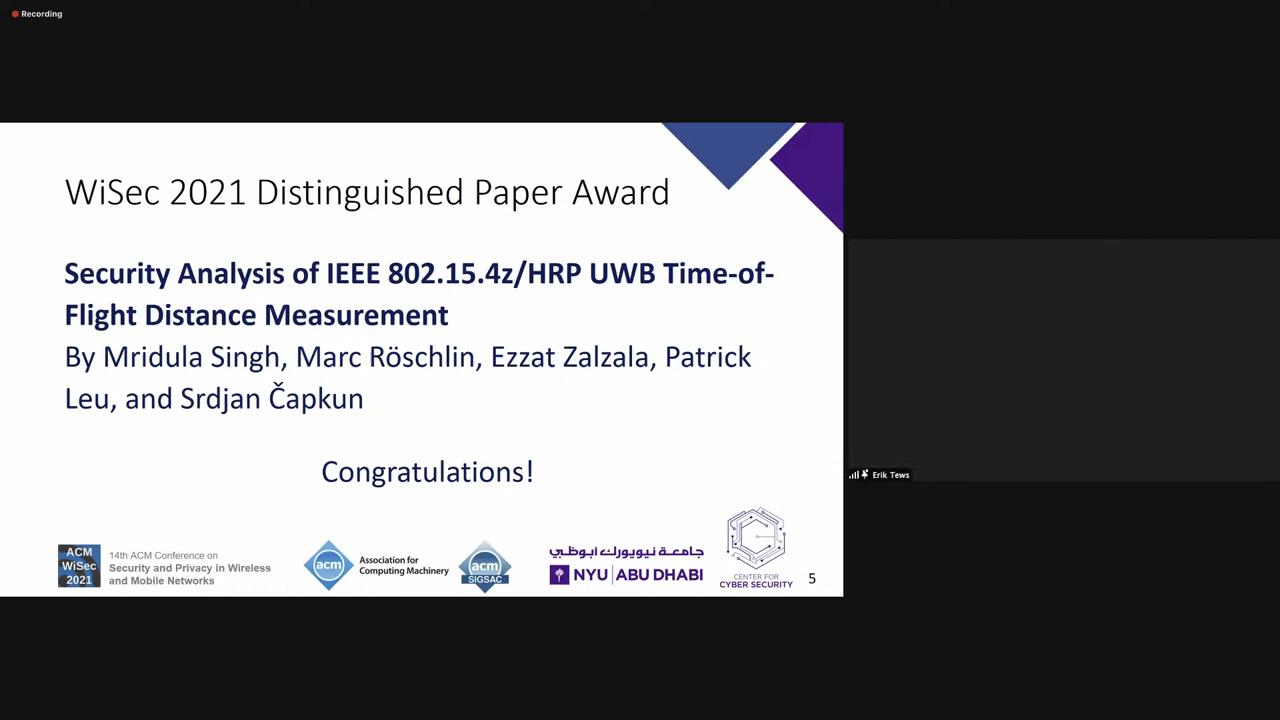 Recording
WiSec 2021 Distinguished Paper Award
Security Analysis of IEEE 802.15.4z/HRP UWB Time-of-
Flight Distance Measurement
By Mridula Singh, Marc Röschlin, Ezzat Zalzala, Patrick
Leu, and Srdjan Čapkun
Congratulations!
Erik Tews
ACM
WiSec
2021
14th ACM Conference on
Security and Privacy in Wireless
and Mobile Networks
acm
Association for
Computing Machinery
acm
SIGSAC
جامعة نيويورك أبوظبي
NYU | ABU DHABI
CENTER FOR
CYBER SECURITY
5